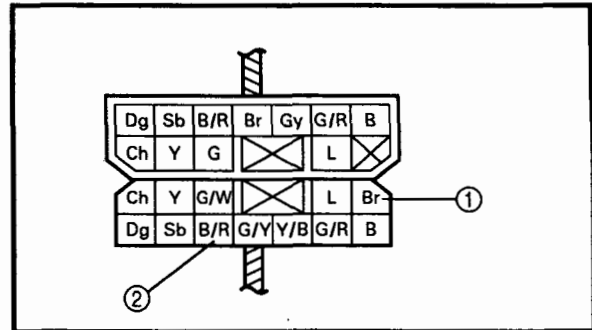 Dg Sb B/R Br Gy G/R B
Ch Y G L
Ch Y G/W L Br ①
Dg Sb B/R G/Y Y/B G/R B
②